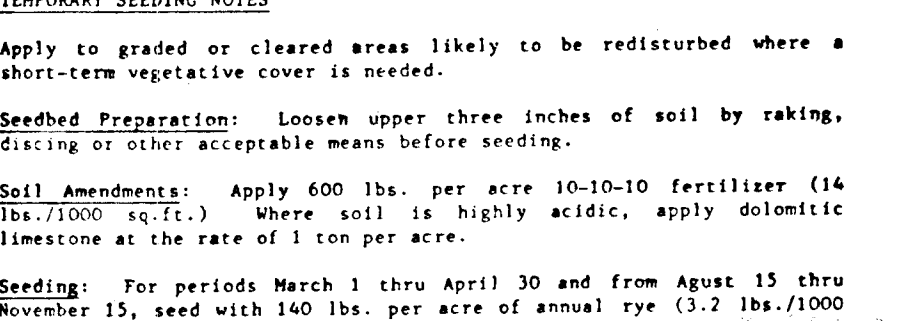 TEMPORARY SEEDING NOTES
Apply to graded or cleared areas likely to be redisturbed where a
short-term vegetative cover is needed.
Seedbed Preparation: Loosen upper three inches of soil by raking,
discing or other acceptable means before seeding.
Soil Amendments: Apply 600 lbs. per acre 10-10-10 fertilizer (14
lbs./1000 sq.ft.) Where soil is highly acidic, apply dolomitic
limestone at the rate of 1 ton per acre.
Seeding: For periods March 1 thru April 30 and from Agust 15 thru
November 15, seed with 140 lbs. per acre of annual rye (3.2 lbs./1000